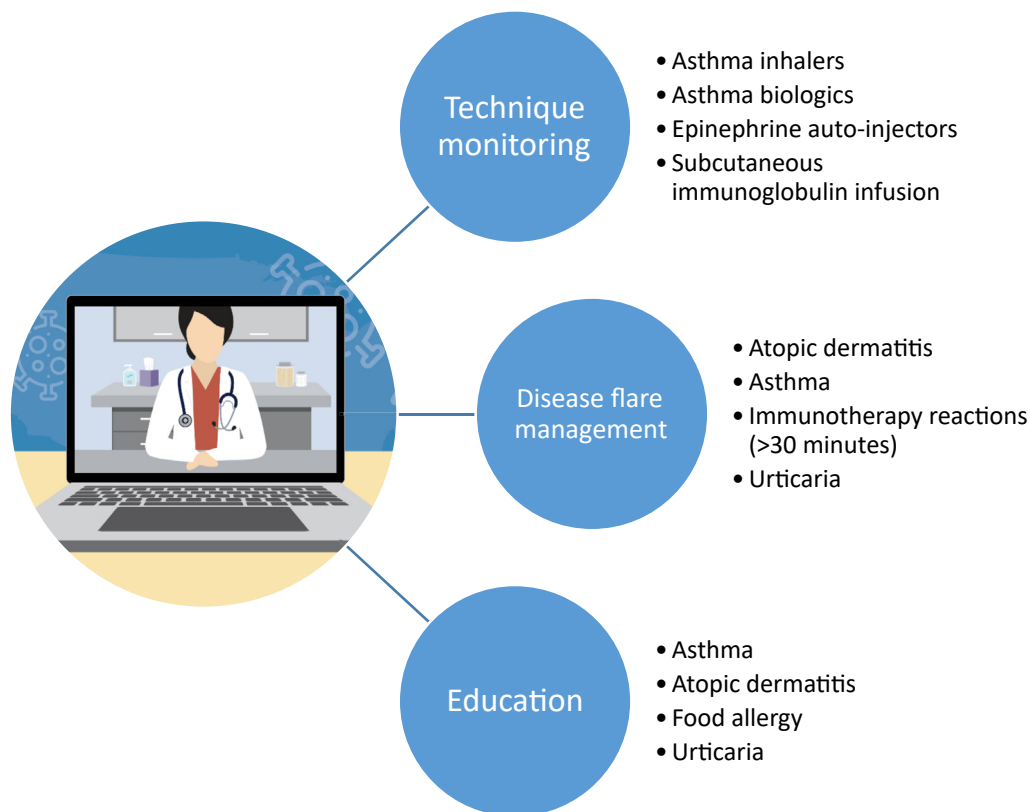 Technique
monitoring
• Asthma inhalers
• Asthma biologics
• Epinephrine auto-injectors
• Subcutaneous
immunoglobulin infusion
Disease flare
management
• Atopic dermatitis
• Asthma
• Immunotherapy reactions
(>30 minutes)
• Urticaria
Education
• Asthma
• Atopic dermatitis
• Food allergy
• Urticaria